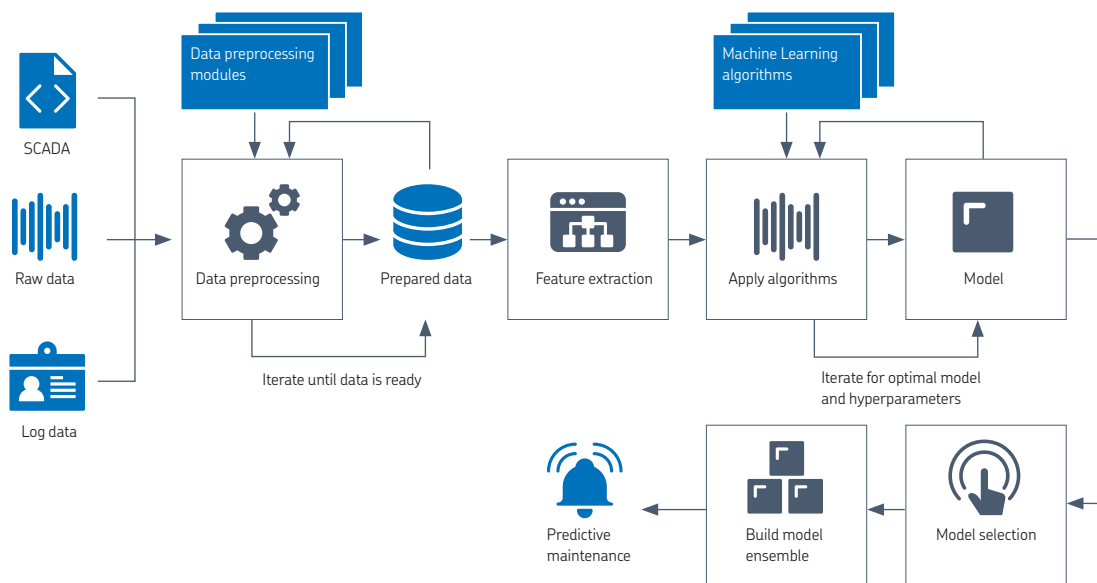 Data preprocessing
modules
Machine Learning
algorithms
SCADA
Raw data
Data preprocessing
Prepared data
Feature extraction
Apply algorithms
Model
Iterate until data is ready
Iterate for optimal model
and hyperparameters
Log data
Predictive
maintenance
Build model
ensemble
Model selection